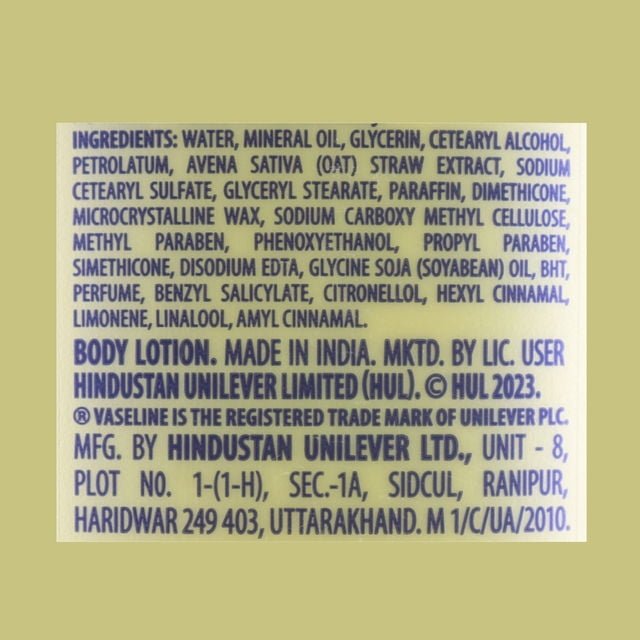 INGREDIENTS: WATER, MINERAL OIL, GLYCERIN, CETEARYL ALCOHOL,
PETROLATUM, AVENA SATIVA (OAT) STRAW EXTRACT, SODIUM
CETEARYL SULFATE, GLYCERYL STEARATE, PARAFFIN, DIMETHICONE,
MICROCRYSTALLINE WAX, SODIUM CARBOXY METHYL CELLULOSE,
METHYL PARABEN, PHENOXYETHANOL, PROPYL PARABEN,
SIMETHICONE, DISODIUM EDTA, GLYCINE SOJA (SOYABEAN) OIL, BHT,
PERFUME, BENZYL SALICYLATE, CITRONELLOL, HEXYL CINNAMAL,
LIMONENE, LINALOOL, AMYL CINNAMAL.
BODY LOTION. MADE IN INDIA. MKTD. BY LIC. USER
HINDUSTAN UNILEVER LIMITED (HUL). © HUL 2023.
® VASELINE IS THE REGISTERED TRADE MARK OF UNILEVER PLC.
MFG. BY HINDUSTAN UNILEVER LTD., UNIT - 8,
PLOT NO. 1-(1-H), SEC.-1A, SIDCUL, RANIPUR,
HARIDWAR 249 403, UTTARAKHAND. M 1/C/UA/2010.